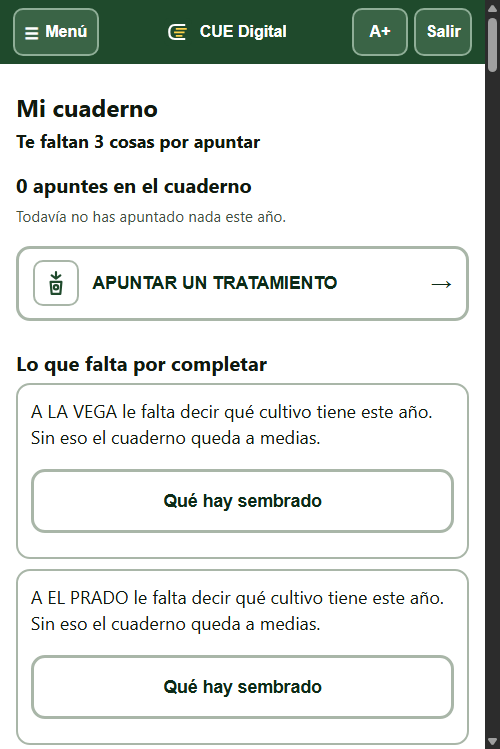 Menú
CUE Digital
A+
Salir
Mi cuaderno
Te faltan 3 cosas por apuntar
0 apuntes en el cuaderno
Todavía no has apuntado nada este año.
APUNTAR UN TRATAMIENTO →
Lo que falta por completar
A LA VEGA le falta decir qué cultivo tiene este año.
Sin eso el cuaderno queda a medias.
Qué hay sembrado
A EL PRADO le falta decir qué cultivo tiene este año.
Sin eso el cuaderno queda a medias.
Qué hay sembrado